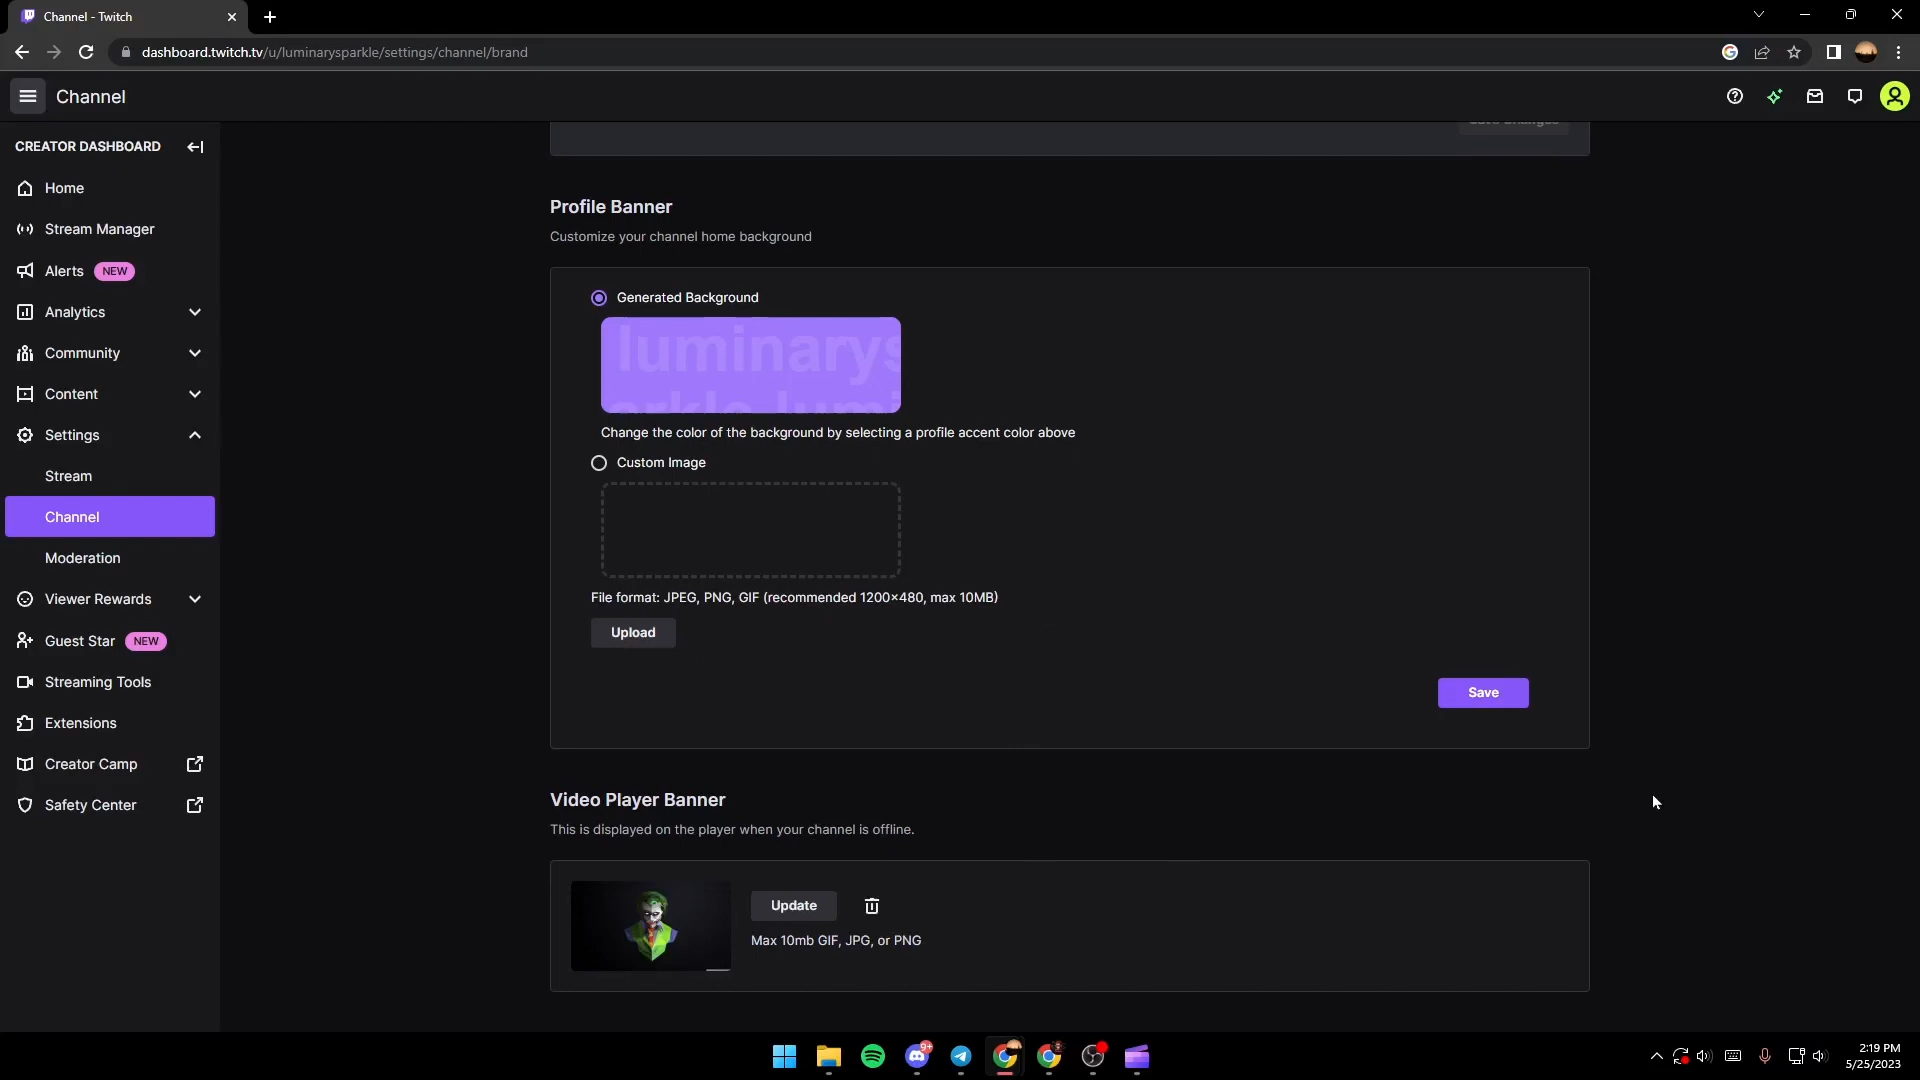 Channel - Twitch
dashboard.twitch.tv/u/luminarysparkle/settings/channel/brand
Channel
CREATOR DASHBOARD
Home
Stream Manager
Alerts NEW
Analytics
Community
Content
Settings
Stream
Channel
Moderation
Viewer Rewards
Guest Star NEW
Streaming Tools
Extensions
Creator Camp
Safety Center
Profile Banner
Customize your channel home background
Generated Background
luminarys
arkle lumi
Change the color of the background by selecting a profile accent color above
Custom Image
File format: JPEG, PNG, GIF (recommended 1200×480, max 10MB)
Upload
Save
Video Player Banner
This is displayed on the player when your channel is offline.
Update
Max 10mb GIF, JPG, or PNG
9+
2:19 PM
5/25/2023